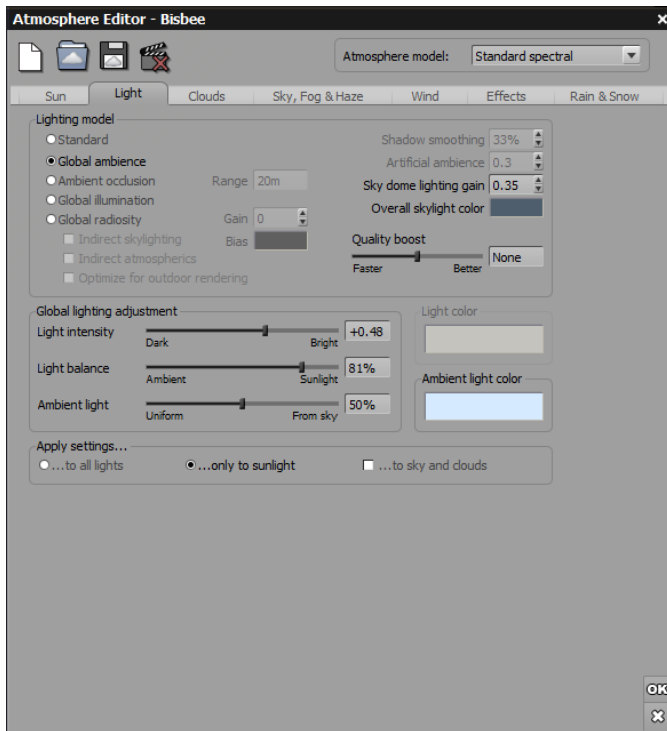 Atmosphere Editor - Bisbee
Atmosphere model: Standard spectral
Sun Light Clouds Sky, Fog & Haze Wind Effects Rain & Snow
Lighting model
Standard
Global ambience
Ambient occlusion
Global illumination
Global radiosity
Indirect skylighting
Indirect atmospherics
Optimize for outdoor rendering
Range 20m
Gain 0
Bias
Shadow smoothing 33%
Artificial ambience 0.3
Sky dome lighting gain 0.35
Overall skylight color
Quality boost
None
Faster Better
Global lighting adjustment
Light intensity +0.48
Dark Bright
Light balance 81%
Ambient Sunlight
Ambient light 50%
Uniform From sky
Light color
Ambient light color
Apply settings...
...to all lights ...only to sunlight ...to sky and clouds
OK